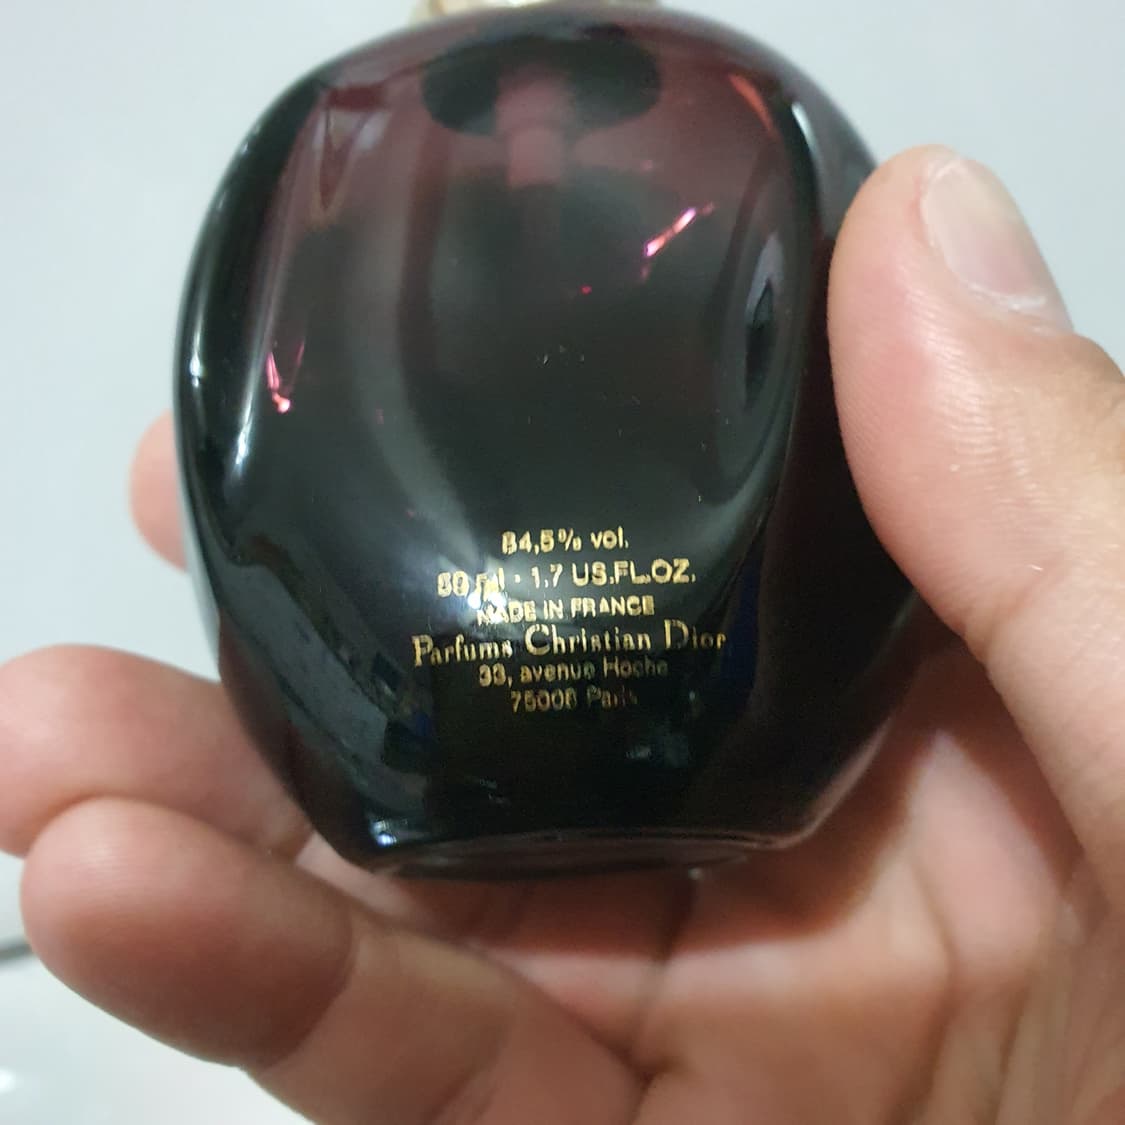 84,5% vol.
50 ml · 1.7 US.FL.OZ.
MADE IN FRANCE
Parfums Christian Dior
33, avenue Hoche
75008 Paris